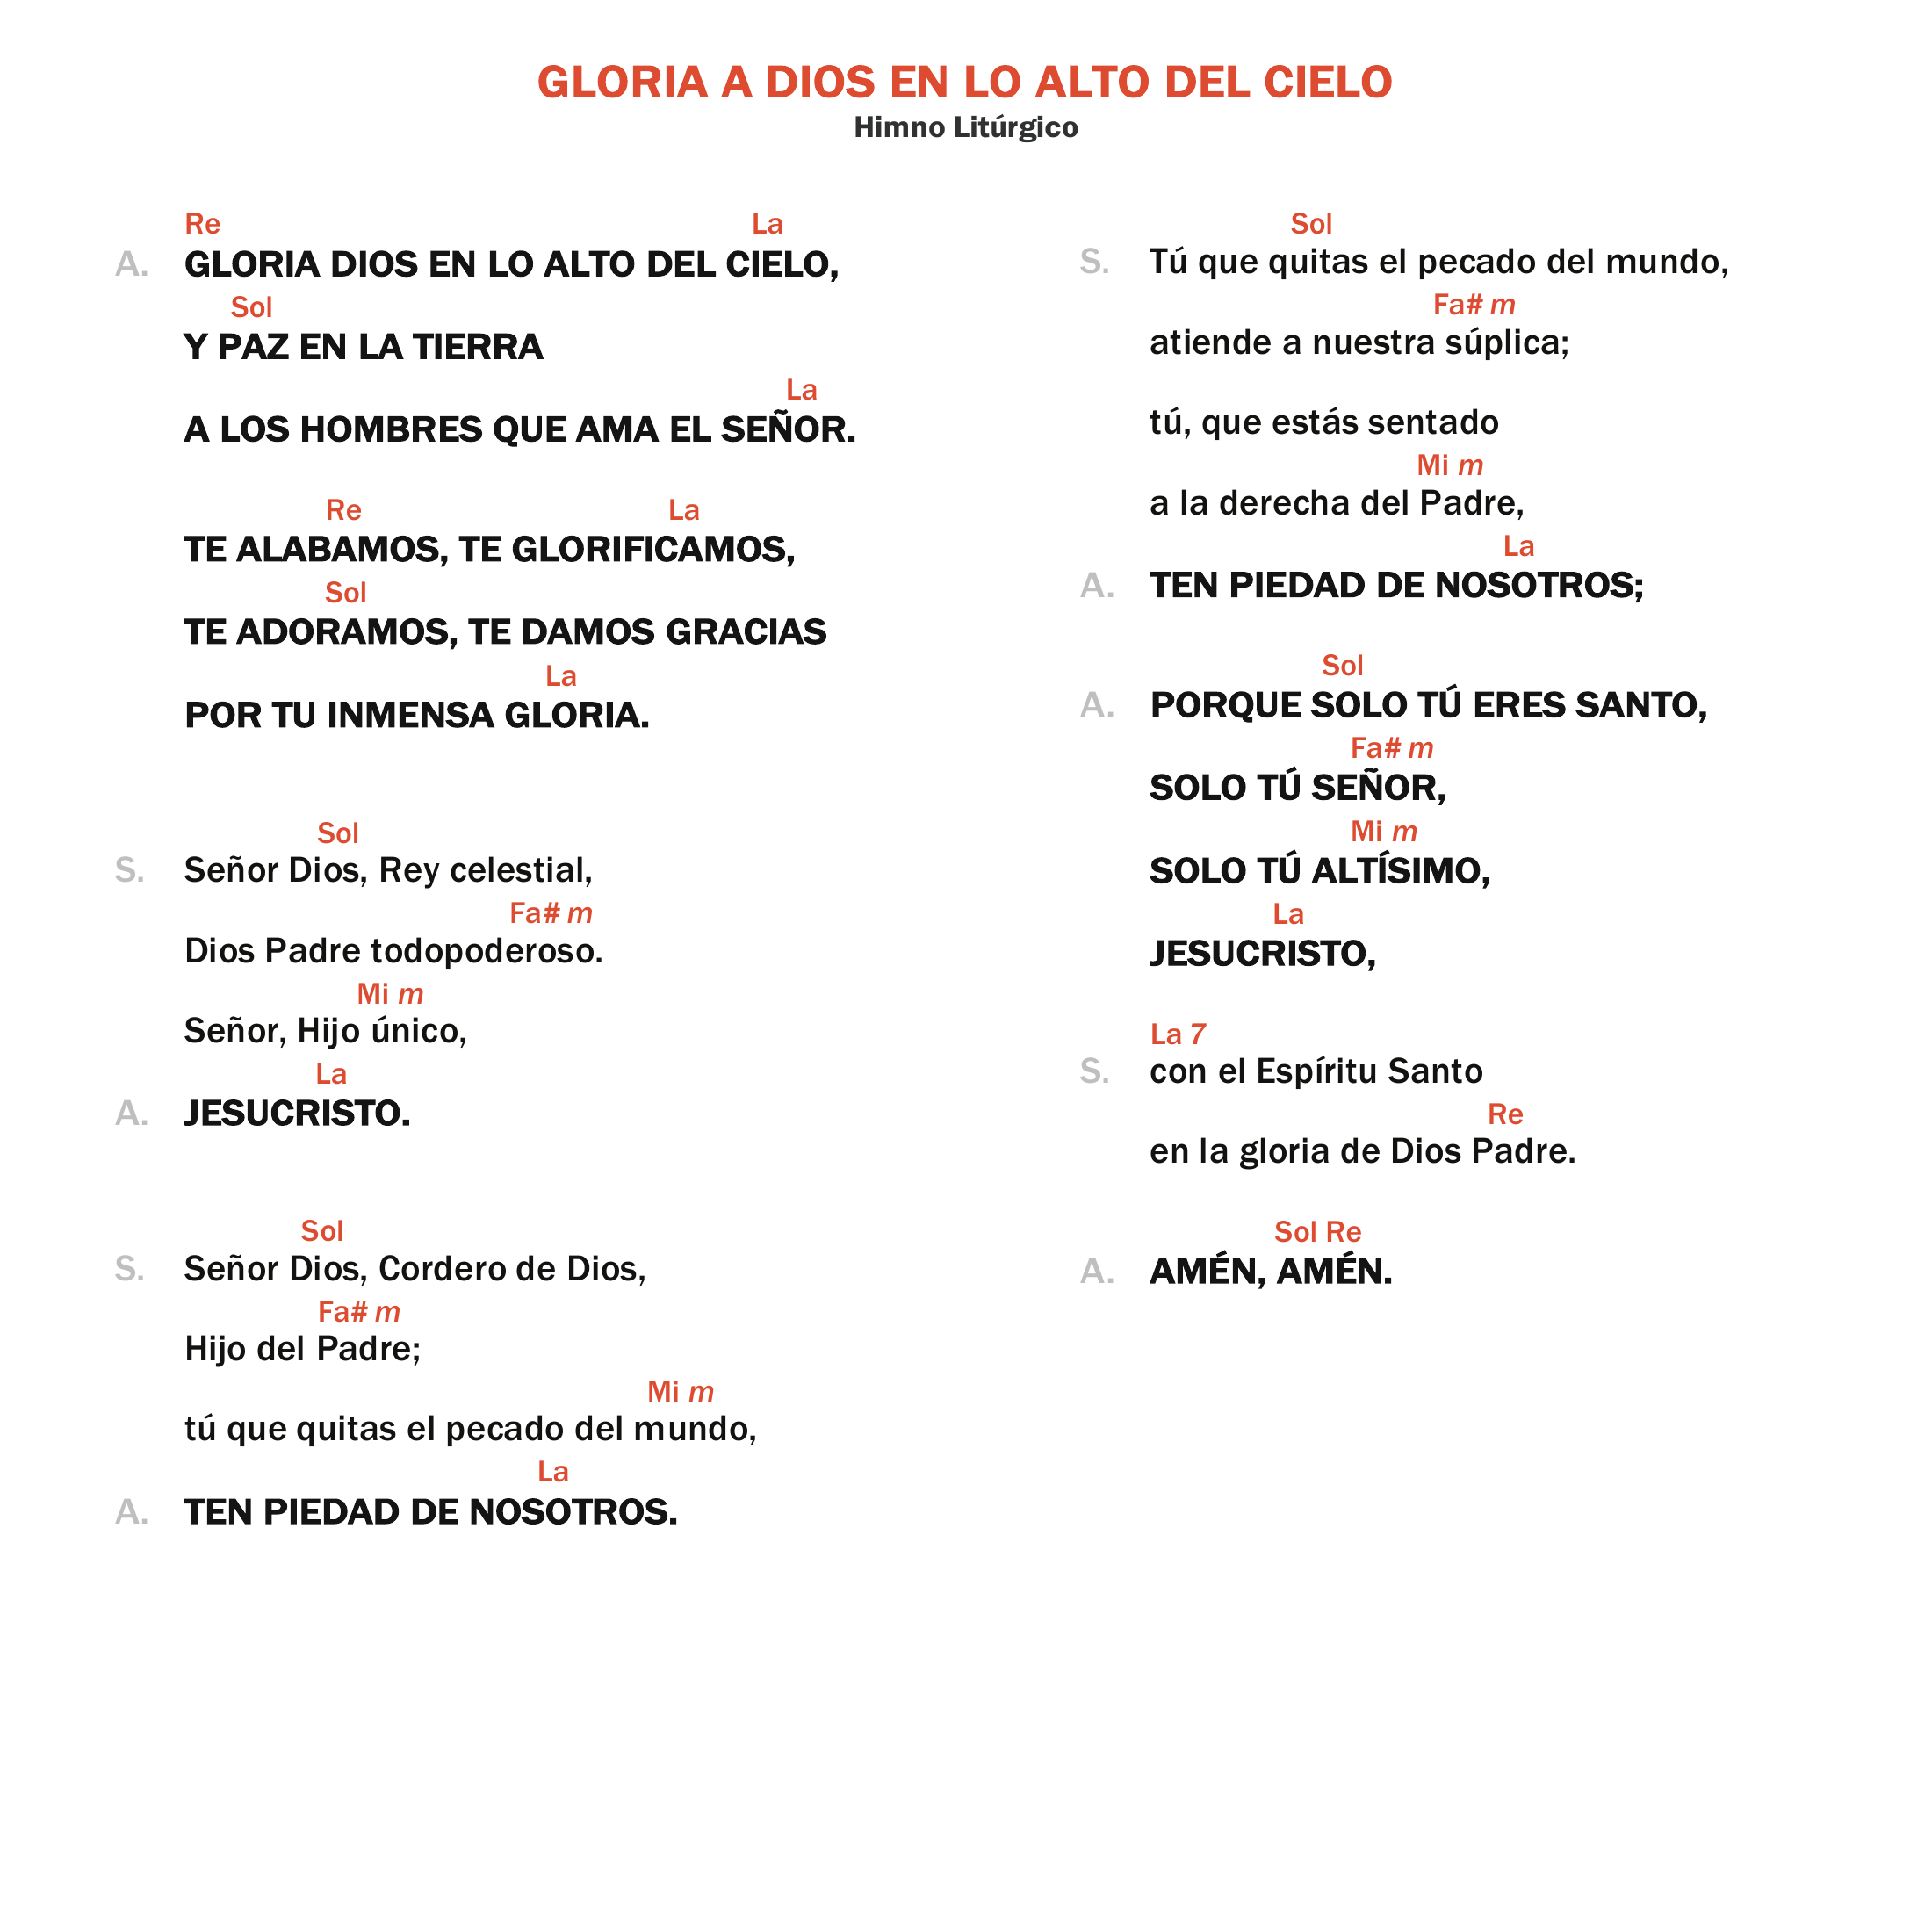 GLORIA A DIOS EN LO ALTO DEL CIELO
Himno Litúrgico
Re La
A. GLORIA DIOS EN LO ALTO DEL CIELO,
Sol
Y PAZ EN LA TIERRA
La
A LOS HOMBRES QUE AMA EL SEÑOR.
Re La
TE ALABAMOS, TE GLORIFICAMOS,
Sol
TE ADORAMOS, TE DAMOS GRACIAS
La
POR TU INMENSA GLORIA.
Sol
S. Señor Dios, Rey celestial,
Fa# m
Dios Padre todopoderoso.
Mi m
Señor, Hijo único,
La
A. JESUCRISTO.
Sol
S. Señor Dios, Cordero de Dios,
Fa# m
Hijo del Padre;
Mi m
tú que quitas el pecado del mundo,
La
A. TEN PIEDAD DE NOSOTROS.
Sol
S. Tú que quitas el pecado del mundo,
Fa# m
atiende a nuestra súplica;
tú, que estás sentado
Mi m
a la derecha del Padre,
La
A. TEN PIEDAD DE NOSOTROS;
Sol
A. PORQUE SOLO TÚ ERES SANTO,
Fa# m
SOLO TÚ SEÑOR,
Mi m
SOLO TÚ ALTÍSIMO,
La
JESUCRISTO,
La 7
S. con el Espíritu Santo
Re
en la gloria de Dios Padre.
Sol Re
A. AMÉN, AMÉN.